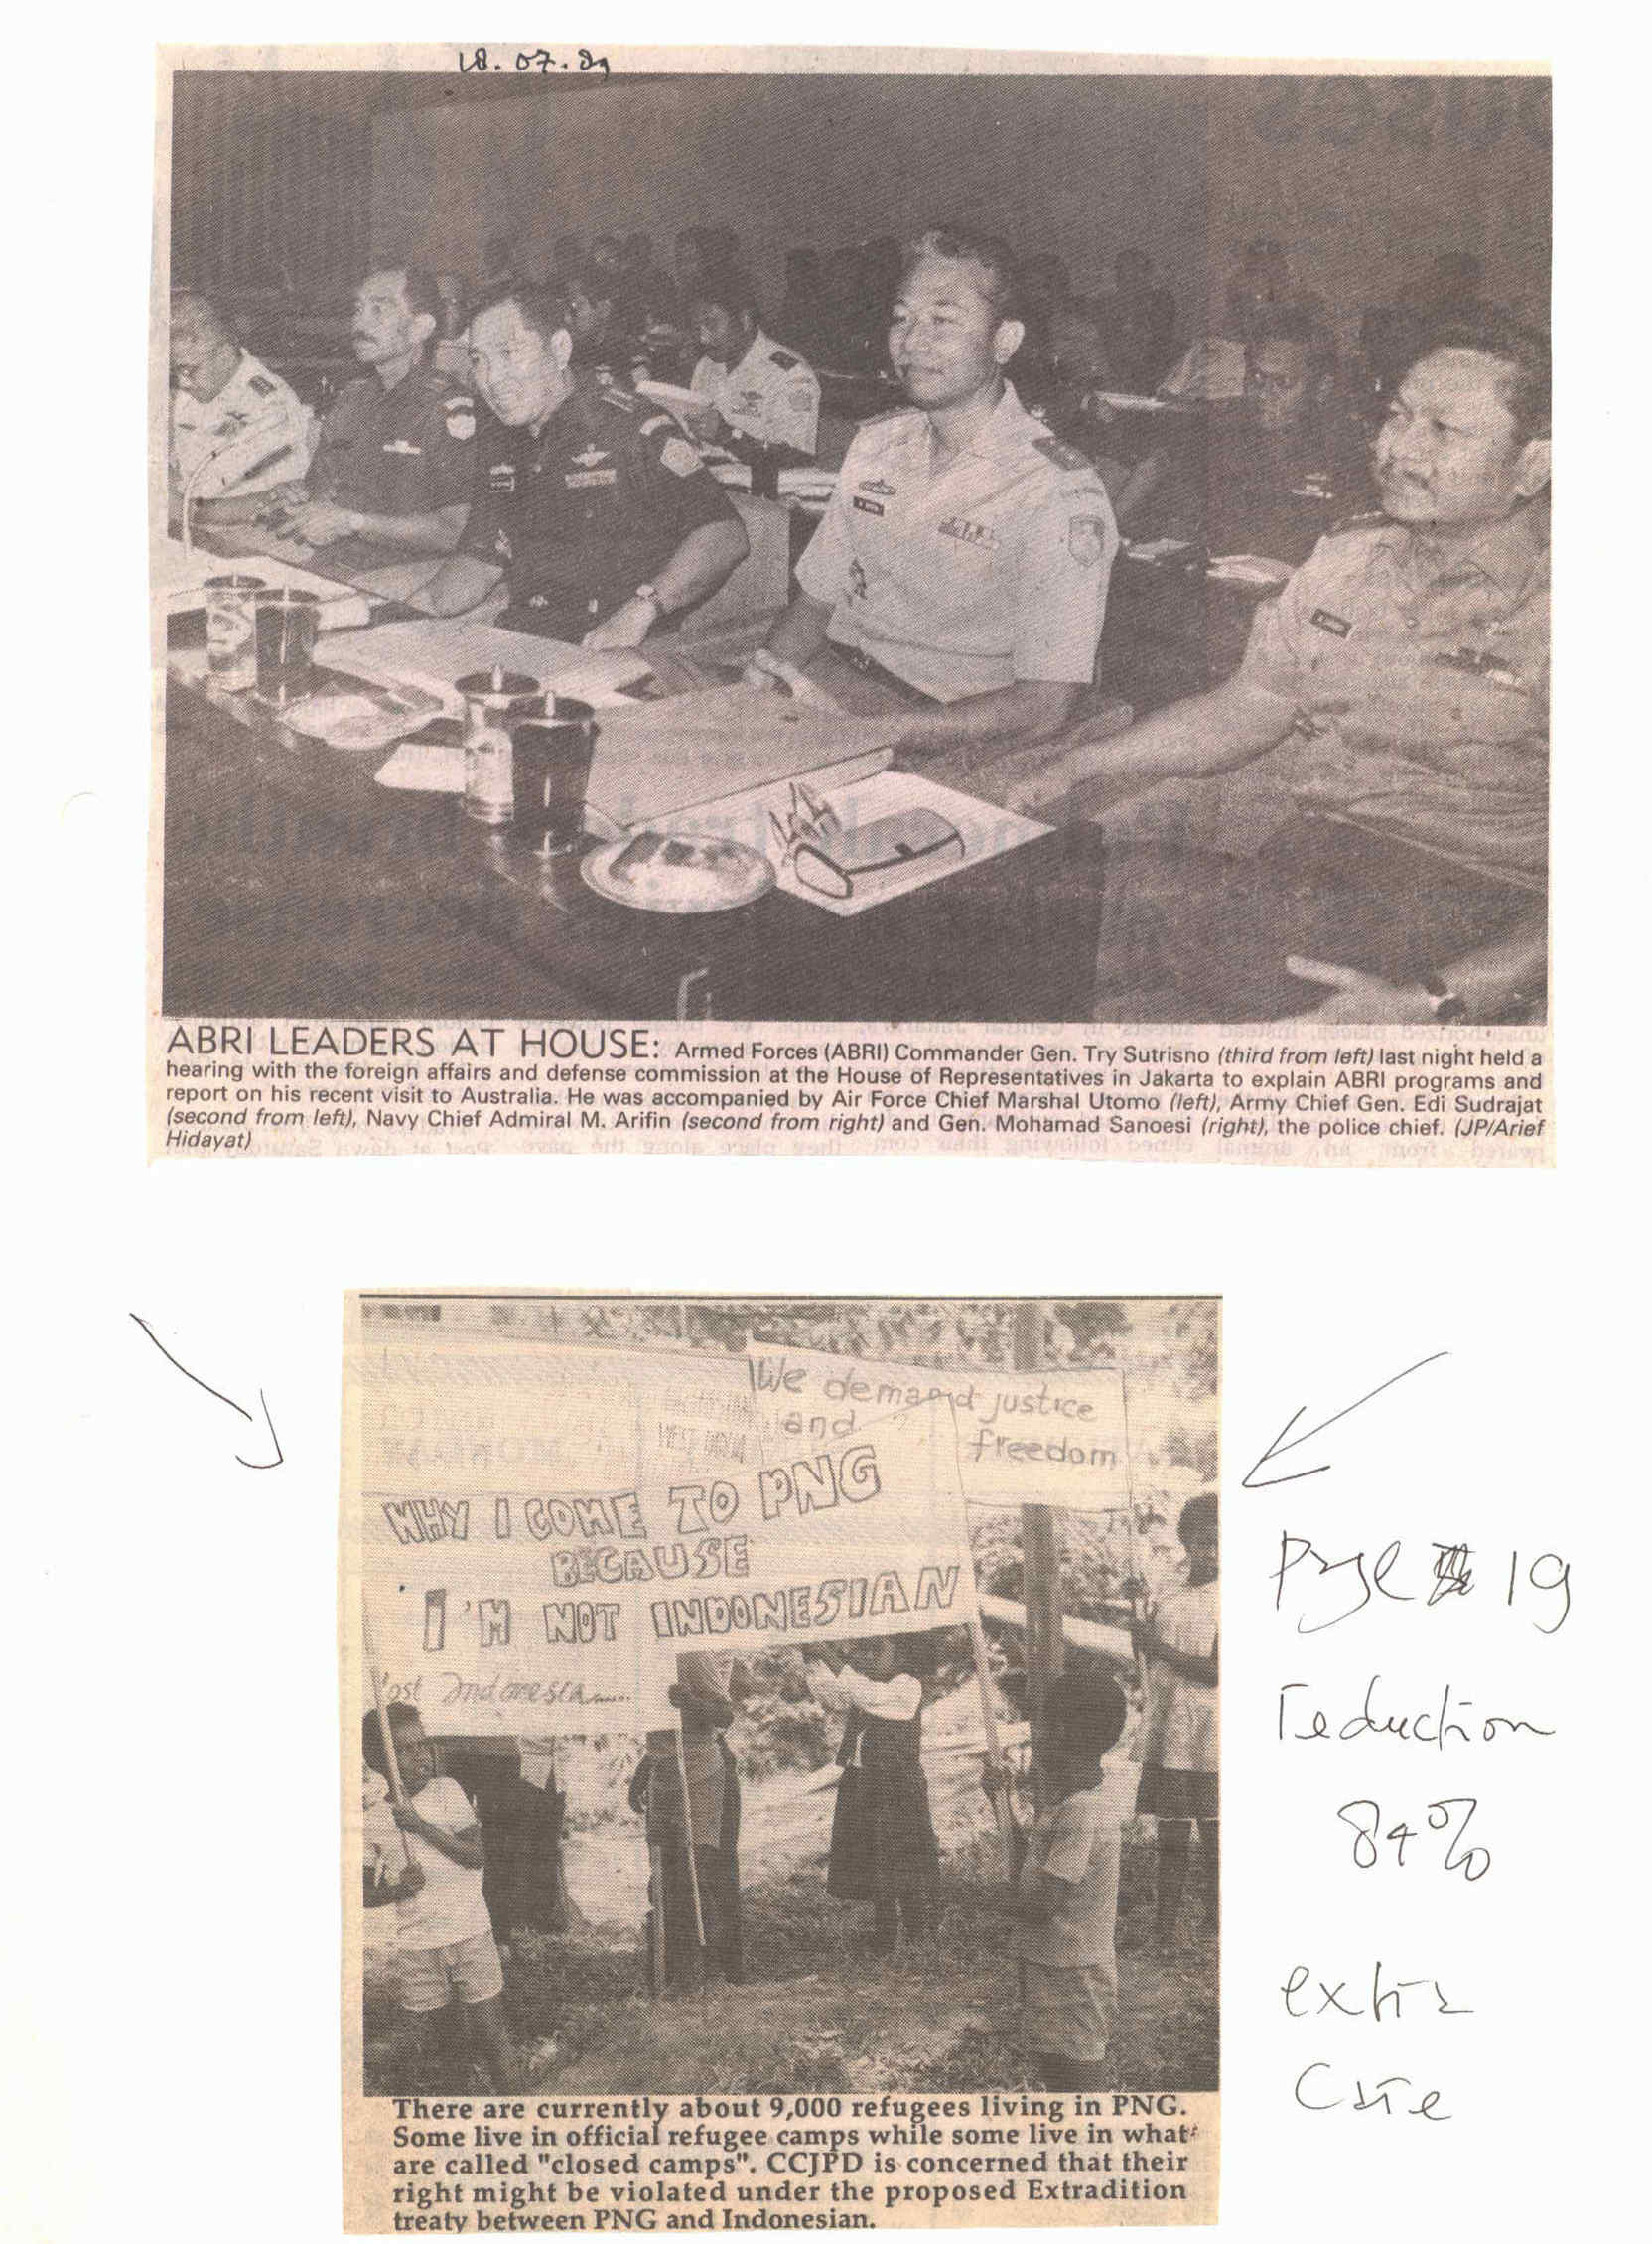 18.07.89
ABRI LEADERS AT HOUSE: Armed Forces (ABRI) Commander Gen. Try Sutrisno (third from left) last night held a
hearing with the foreign affairs and defense commission at the House of Representatives in Jakarta to explain ABRI programs and
report on his recent visit to Australia. He was accompanied by Air Force Chief Marshal Utomo (left), Army Chief Gen. Edi Sudrajat
(second from left), Navy Chief Admiral M. Arifin (second from right) and Gen. Mohamad Sanoesi (right), the police chief. (JP/Arief
Hidayat)
We demand justice
and
freedom
WHY I COME TO PNG
BECAUSE
I'M NOT INDONESIAN
Indonesia
Page 19
reduction
84%
extra
care
There are currently about 9,000 refugees living in PNG.
Some live in official refugee camps while some live in what
are called "closed camps". CCJPD is concerned that their
right might be violated under the proposed Extradition
treaty between PNG and Indonesian.